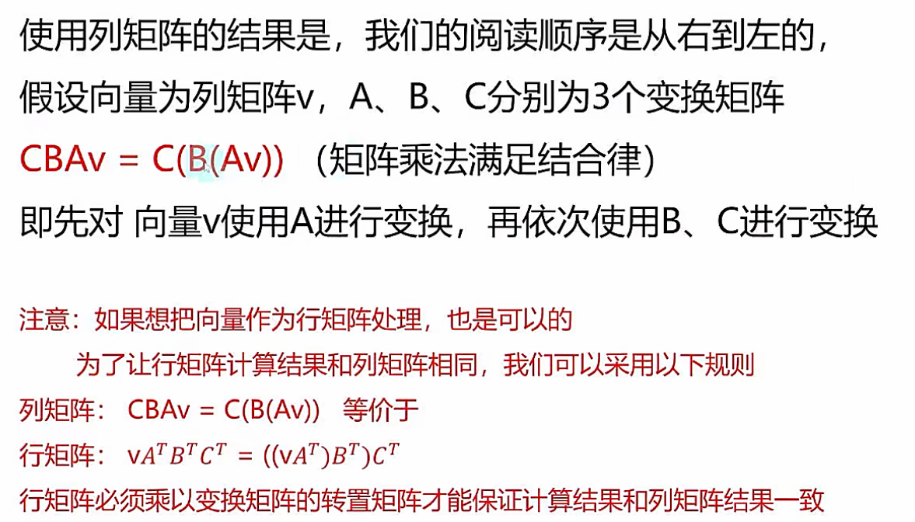 使用列矩阵的结果是，我们的阅读顺序是从右到左的，
假设向量为列矩阵v，A、B、C分别为3个变换矩阵
CBAv = C(B(Av)) （矩阵乘法满足结合律）
即先对 向量v使用A进行变换，再依次使用B、C进行变换
注意：如果想把向量作为行矩阵处理，也是可以的
为了让行矩阵计算结果和列矩阵相同，我们可以采用以下规则
列矩阵： CBAv = C(B(Av)) 等价于
行矩阵： vAᵀBᵀCᵀ = ((vAᵀ)Bᵀ)Cᵀ
行矩阵必须乘以变换矩阵的转置矩阵才能保证计算结果和列矩阵结果一致